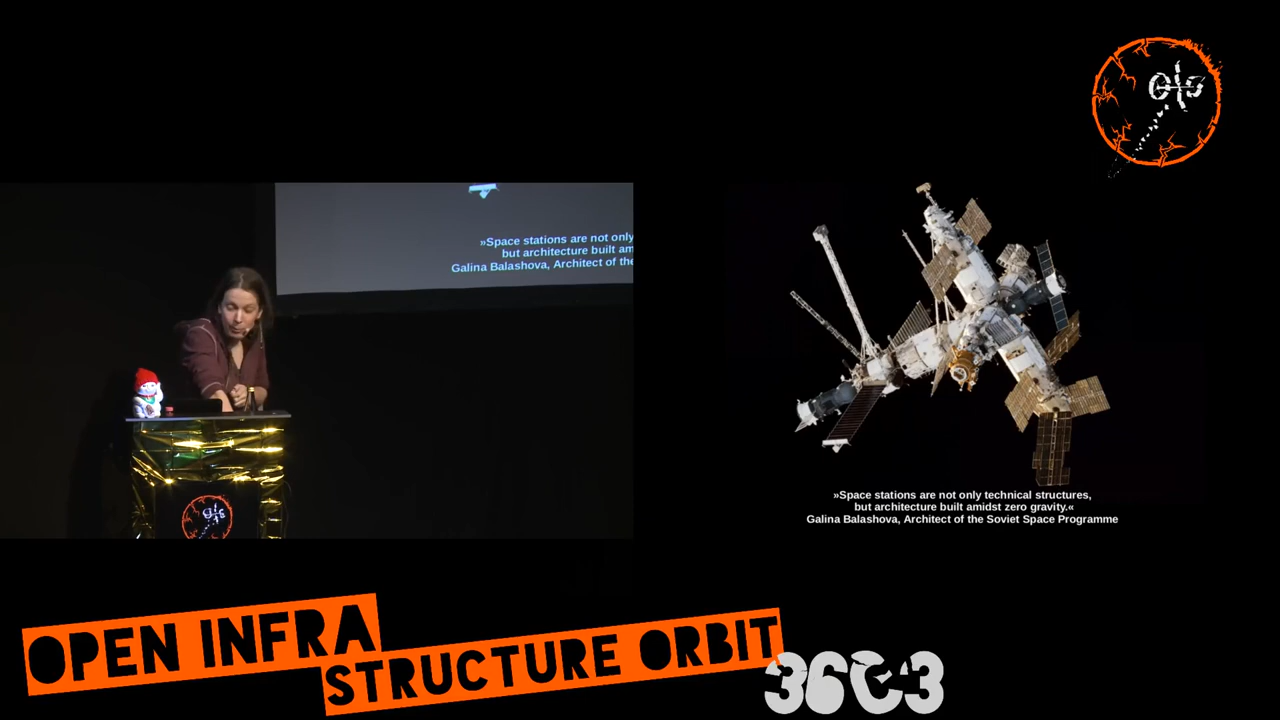 »Space stations are not only
but architecture built am
Galina Balashova, Architect of the
»Space stations are not only technical structures,
but architecture built amidst zero gravity.«
Galina Balashova, Architect of the Soviet Space Programme
OPEN INFRA
STRUCTURE ORBIT
36C3